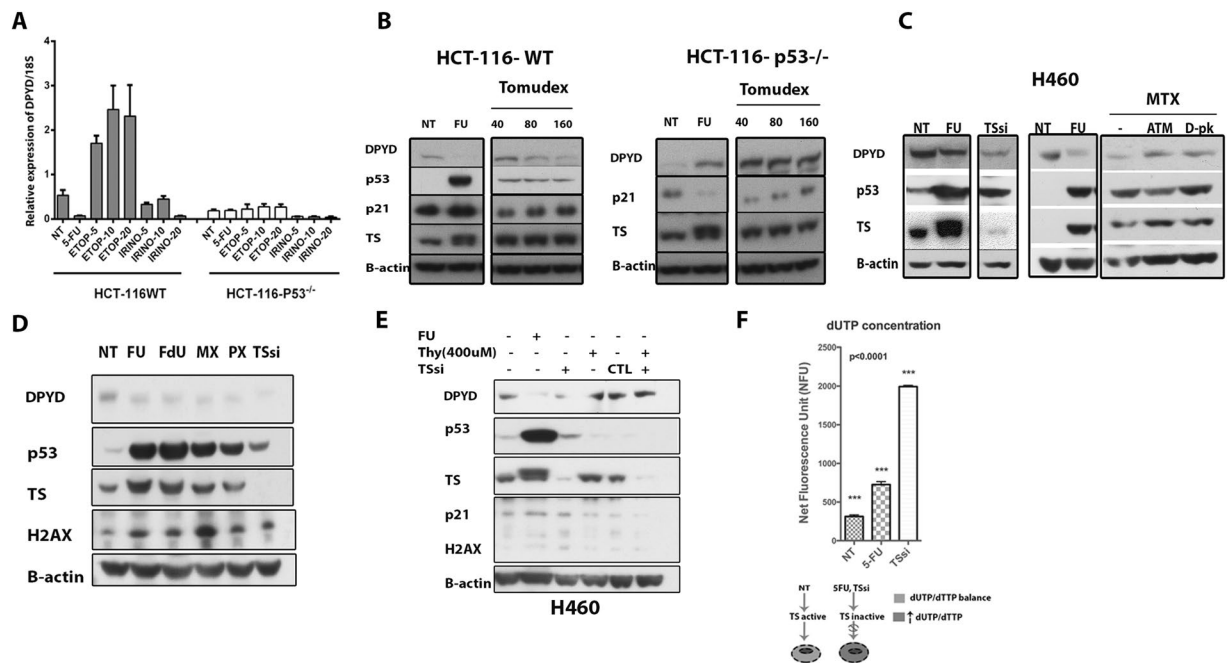 A
Relative expression of DPYD/18S
4
3
2
1
0
NT
5-FU
ETOP-5
ETOP-10
ETOP-20
IRINO-5
IRINO-10
IRINO-20
NT
5-FU
ETOP-5
ETOP-10
ETOP-20
IRINO-5
IRINO-10
IRINO-20
HCT-116WT
HCT-116-P53-/-
B
HCT-116- WT
Tomudex
NT FU 40 80 160
DPYD
p53
p21
TS
B-actin
HCT-116- p53-/-
Tomudex
NT FU 40 80 160
DPYD
p21
TS
B-actin
C
H460
MTX
NT FU TSsi NT FU - ATM D-pk
DPYD
p53
TS
B-actin
D
NT FU FdU MX PX TSsi
DPYD
p53
TS
H2AX
B-actin
E
FU - + - - - -
Thy(400uM) - - - + - +
TSsi - - + - CTL +
DPYD
p53
TS
p21
H2AX
B-actin
H460
F
dUTP concentration
p<0.0001
Net Fluorescence Unit (NFU)
2500
2000
1500
1000
500
0
***
***
***
NT
5-FU
TSsi
NT 5FU, TSsi
TS active TS inactive
dUTP/dTTP balance
↑ dUTP/dTTP